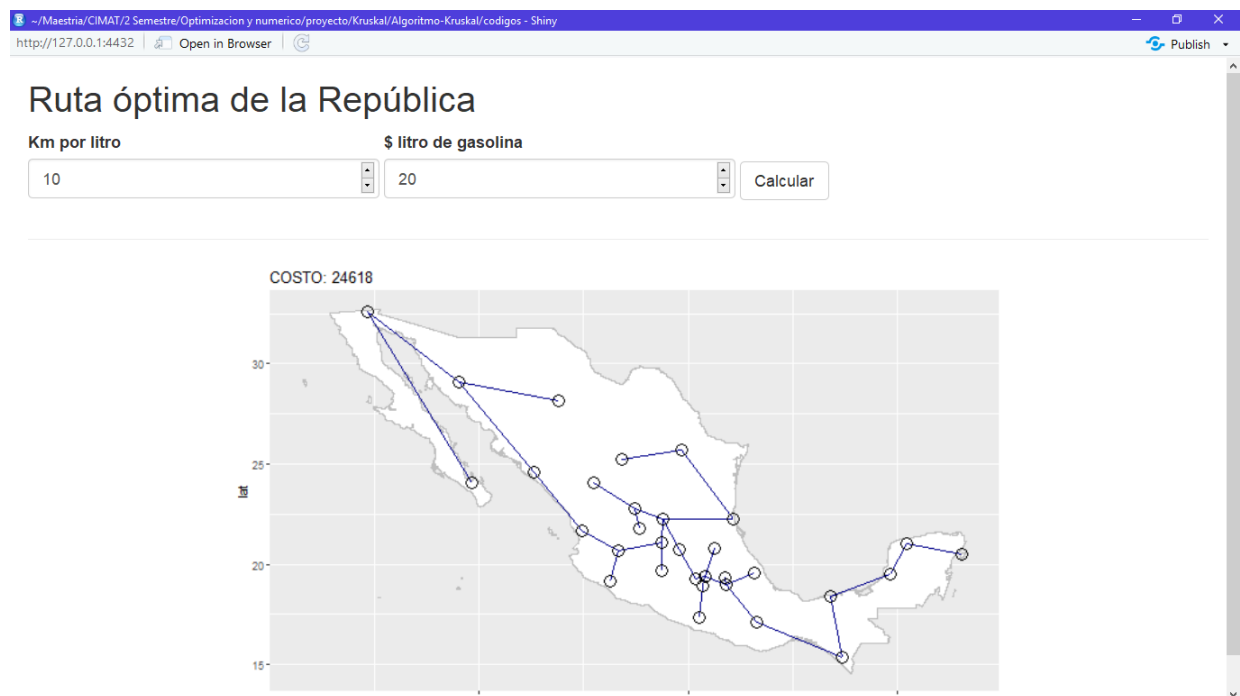 ~/Maestria/CIMAT/2 Semestre/Optimizacion y numerico/proyecto/Kruskal/Algoritmo-Kruskal/codigos - Shiny
http://127.0.0.1:4432 Open in Browser Publish
Ruta óptima de la República
Km por litro $ litro de gasolina
10 20 Calcular
COSTO: 24618
30
25
lat
20
15